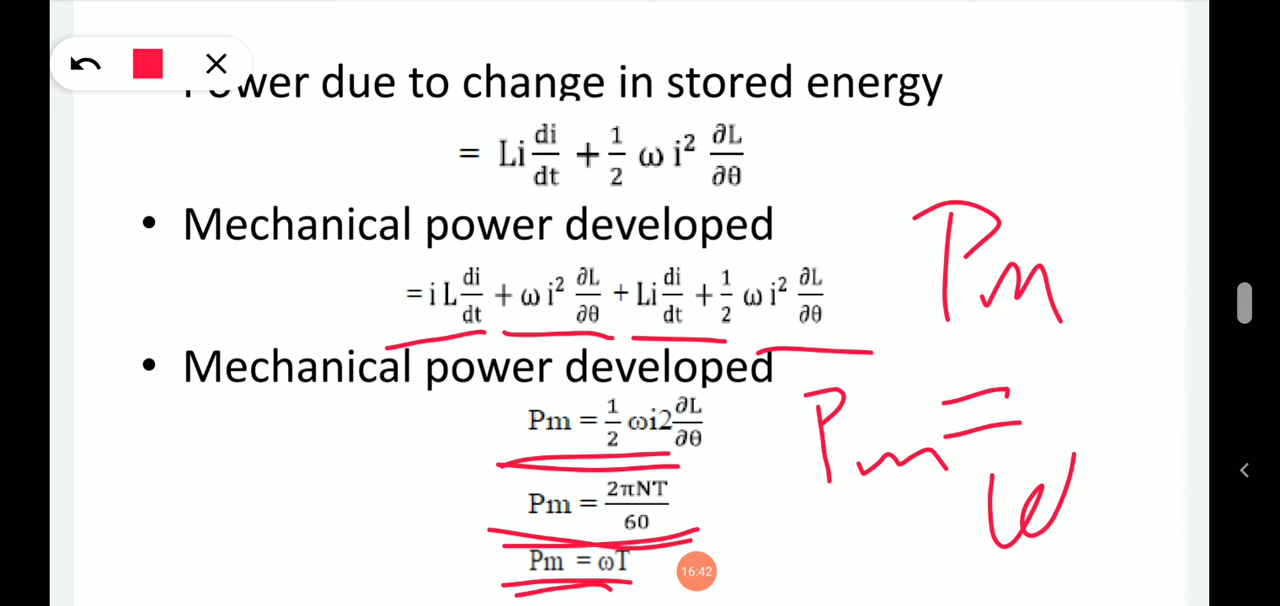 Power due to change in stored energy
= Li di/dt + 1/2 ω i² ∂L/∂θ
• Mechanical power developed
= i L di/dt + ω i² ∂L/∂θ + Li di/dt + 1/2 ω i² ∂L/∂θ
Pm
• Mechanical power developed
Pm = 1/2 ωi2 ∂L/∂θ
Pm = ω
Pm = 2πNT/60
Pm = ωT
16:42